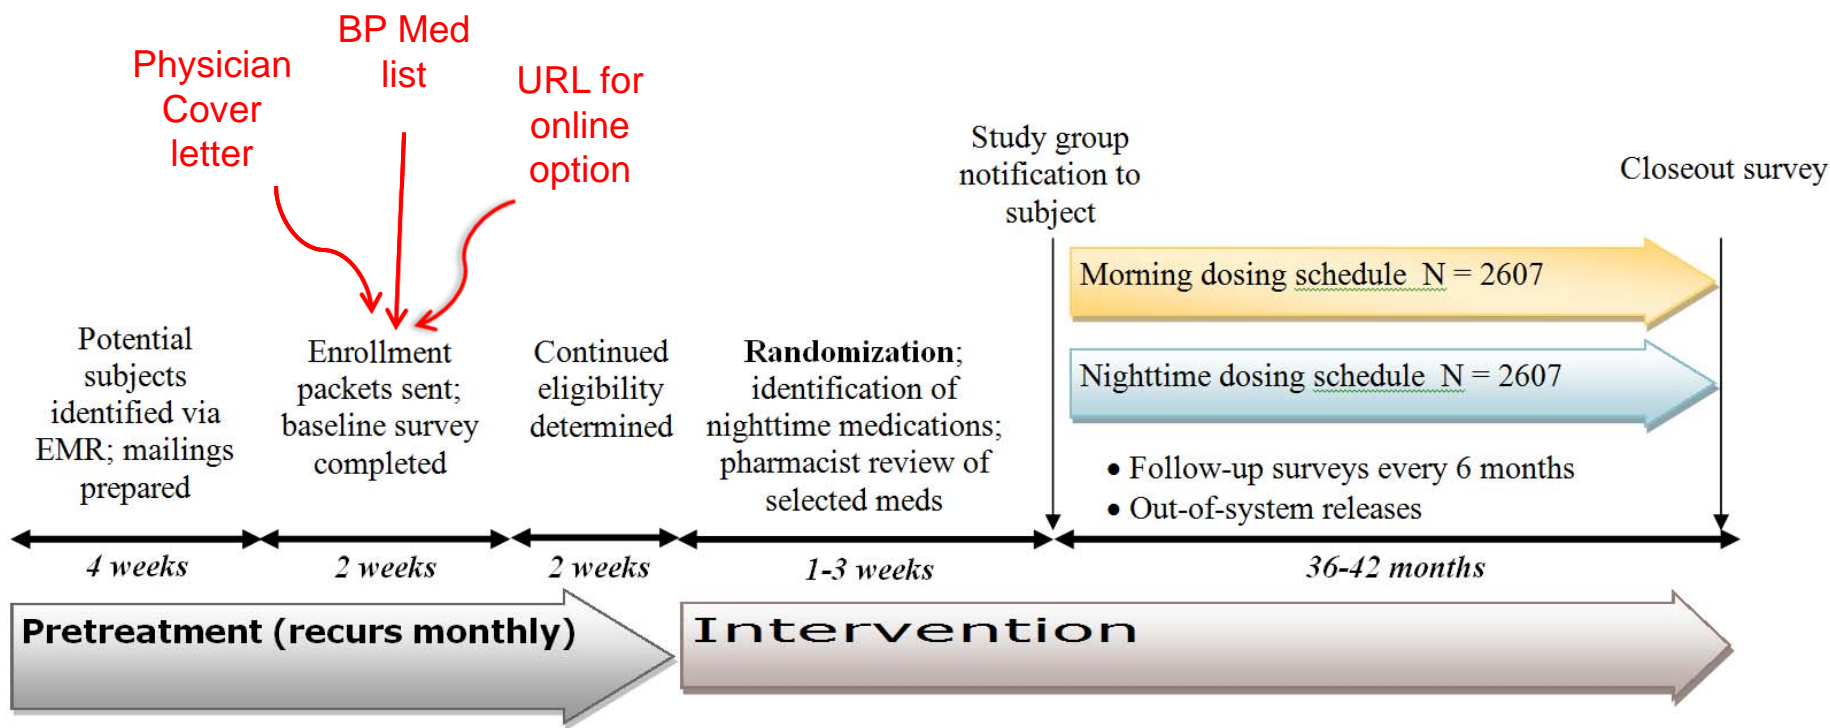 Physician
Cover
letter
BP Med
list
URL for
online
option
Study group
notification to
subject
Closeout survey
Morning dosing schedule N = 2607
Nighttime dosing schedule N = 2607
• Follow-up surveys every 6 months
• Out-of-system releases
Potential
subjects
identified via
EMR; mailings
prepared
Enrollment
packets sent;
baseline survey
completed
Continued
eligibility
determined
Randomization;
identification of
nighttime medications;
pharmacist review of
selected meds
4 weeks
2 weeks
2 weeks
1-3 weeks
36-42 months
Pretreatment (recurs monthly)
Intervention